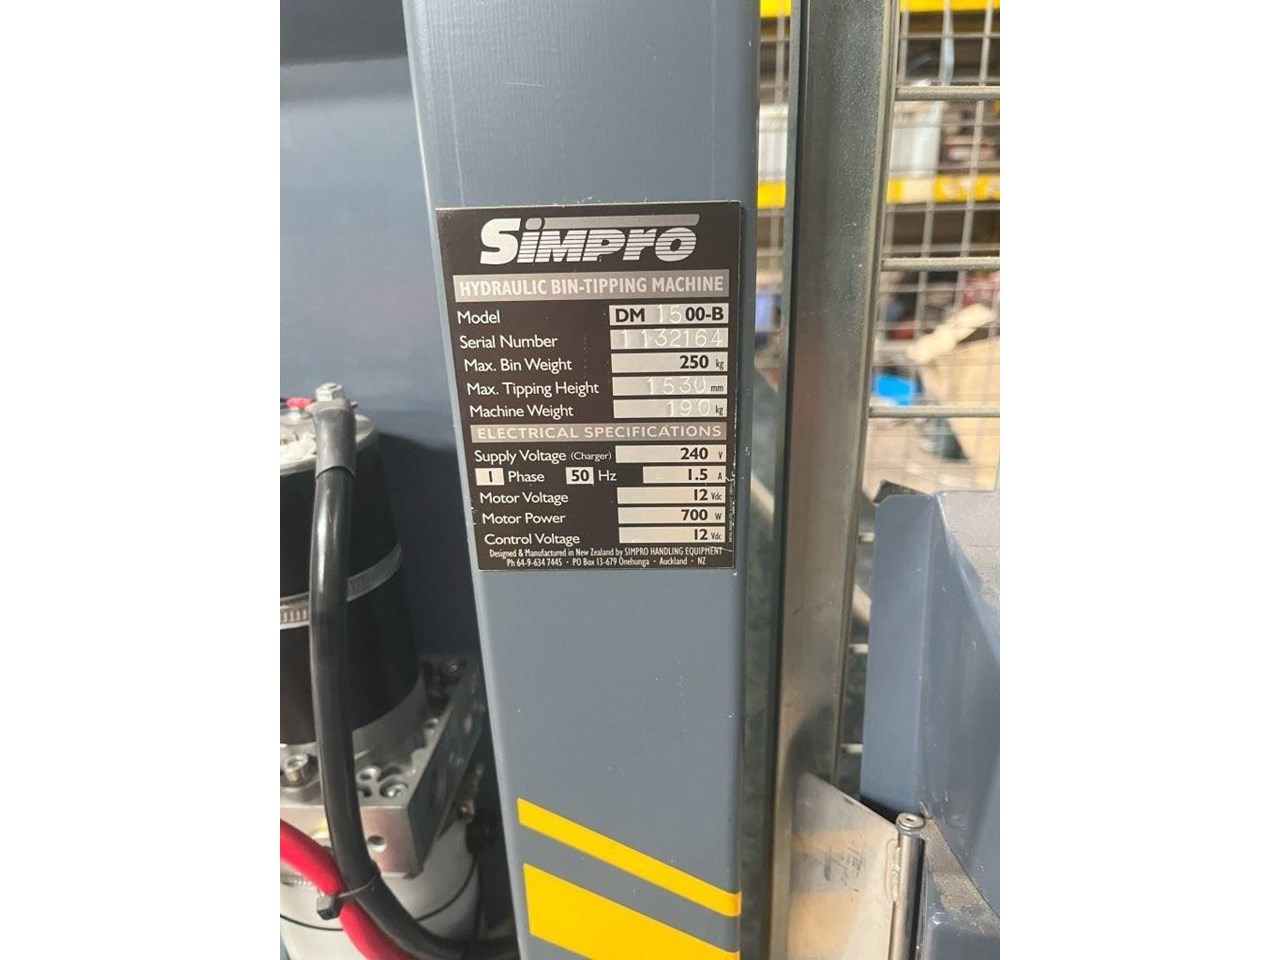 SiMPrO
HYDRAULIC BIN-TIPPING MACHINE
Model DM 1500-B
Serial Number 1132164
Max. Bin Weight 250 kg
Max. Tipping Height 1530 mm
Machine Weight 190 kg
ELECTRICAL SPECIFICATIONS
Supply Voltage (Charger) 240 V
1 Phase 50 Hz 1.5 A
Motor Voltage 12 Vdc
Motor Power 700 W
Control Voltage 12 Vdc
Designed & Manufactured in New Zealand by SIMPRO HANDLING EQUIPMENT
Ph 64-9-634 7445 · PO Box 13-679 Onehunga · Auckland · NZ